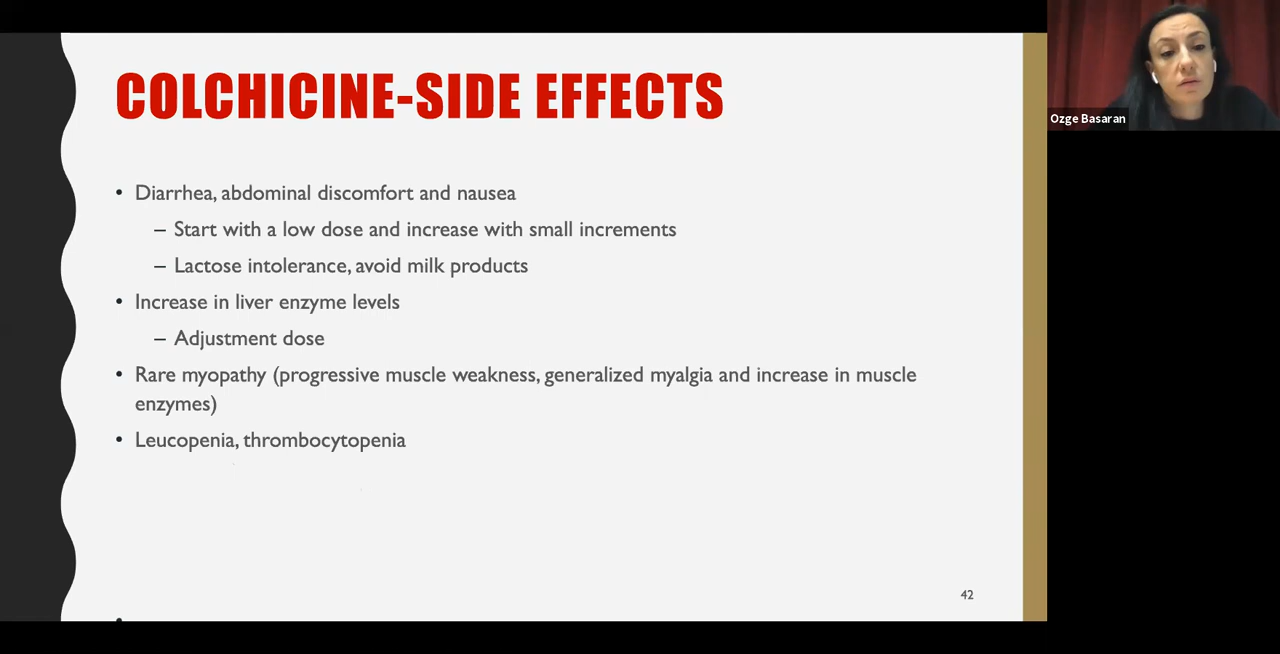 COLCHICINE-SIDE EFFECTS
• Diarrhea, abdominal discomfort and nausea
– Start with a low dose and increase with small increments
– Lactose intolerance, avoid milk products
• Increase in liver enzyme levels
– Adjustment dose
• Rare myopathy (progressive muscle weakness, generalized myalgia and increase in muscle
enzymes)
• Leucopenia, thrombocytopenia
42
Ozge Basaran